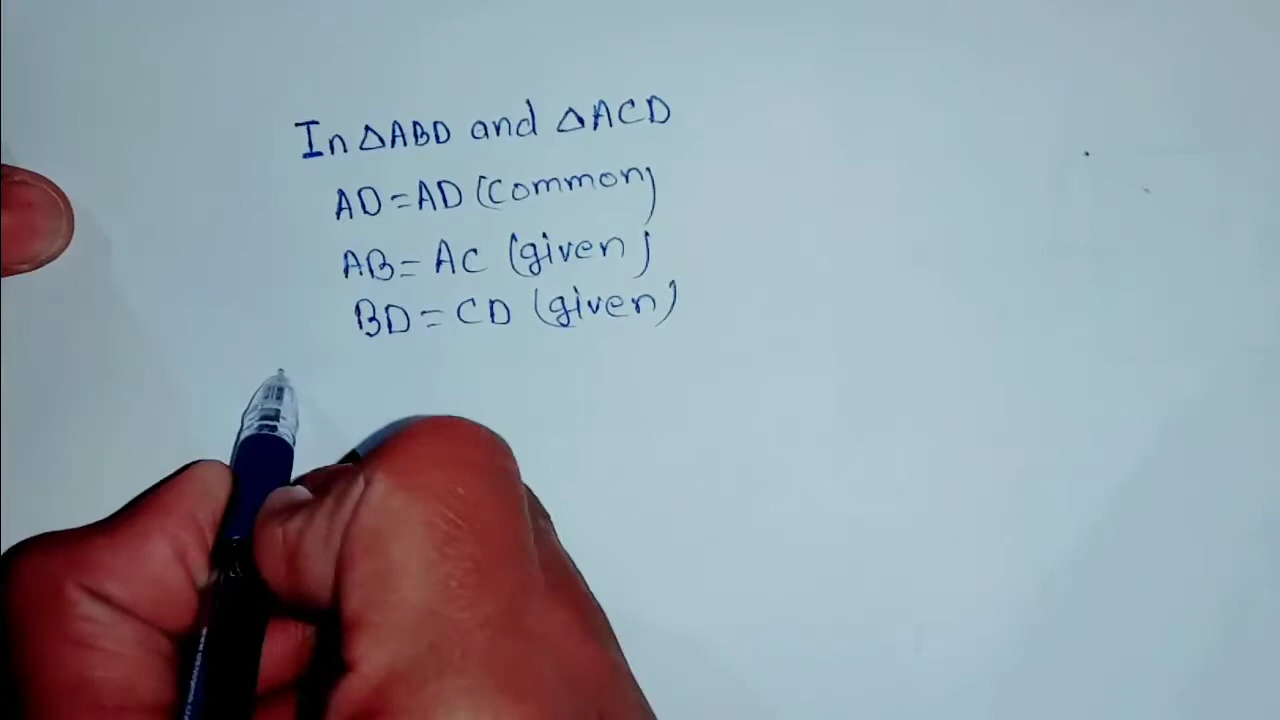 In △ABD and △ACD
AD=AD (common)
AB=AC (given)
BD=CD (given)